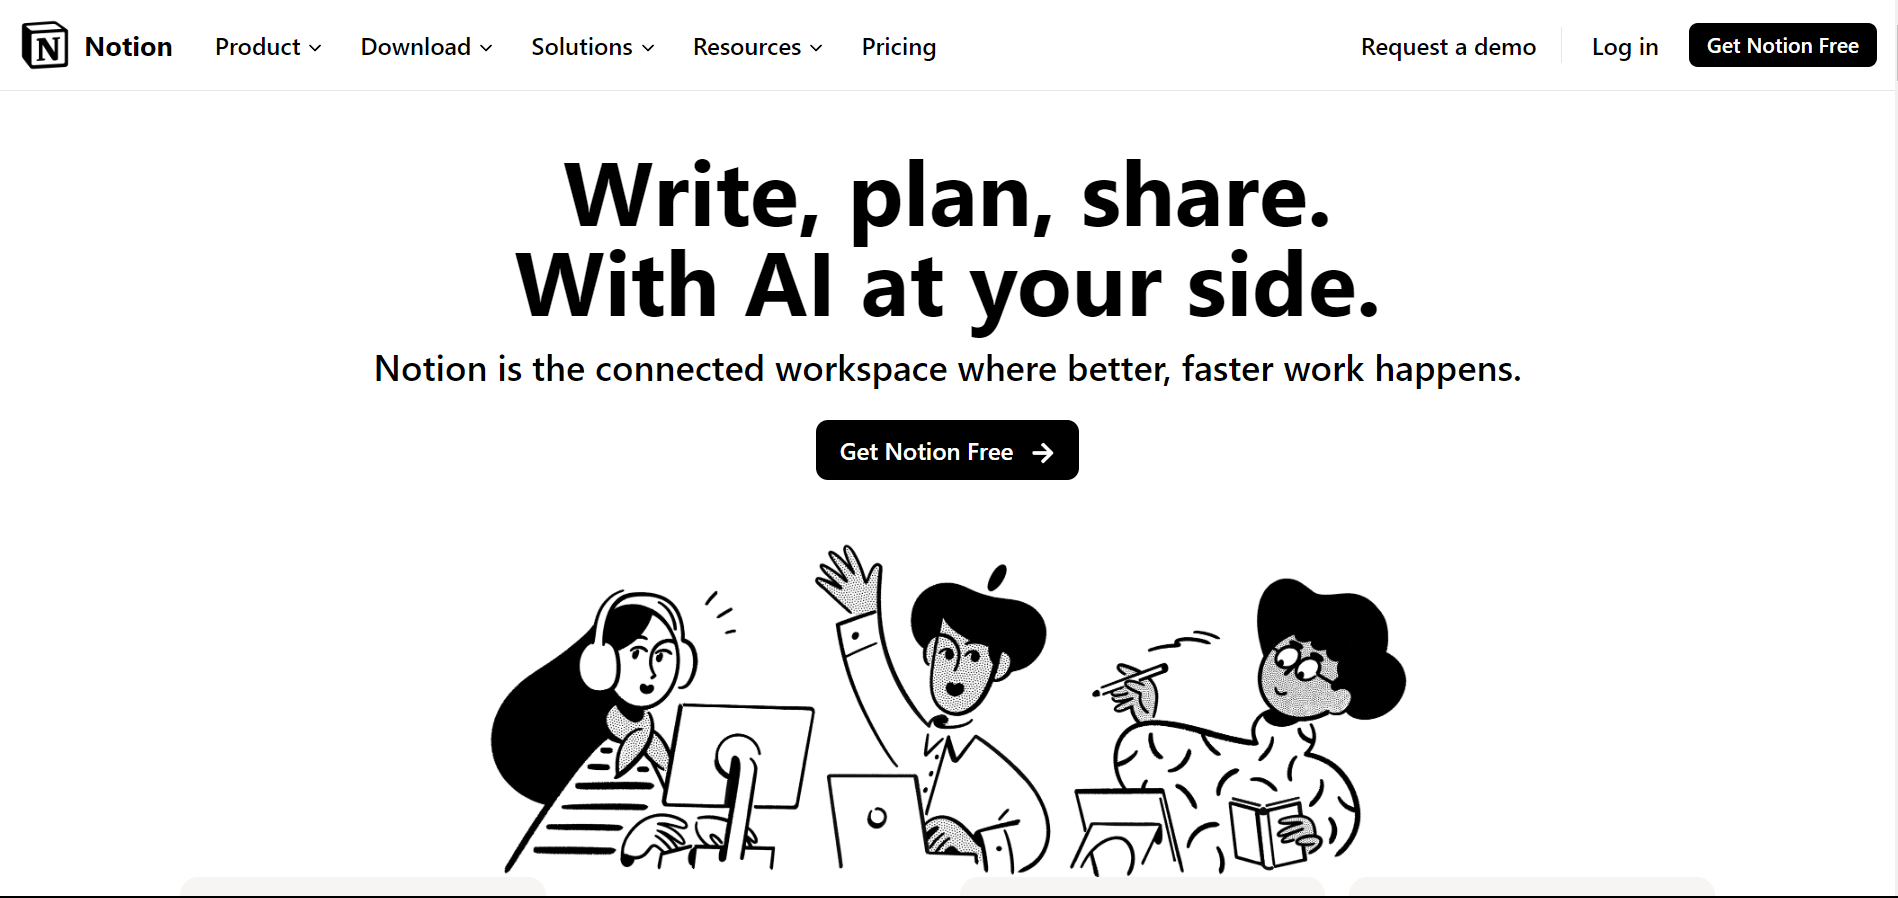 N Notion Product Download Solutions Resources Pricing Request a demo Log in Get Notion Free
Write, plan, share.
With AI at your side.
Notion is the connected workspace where better, faster work happens.
Get Notion Free →